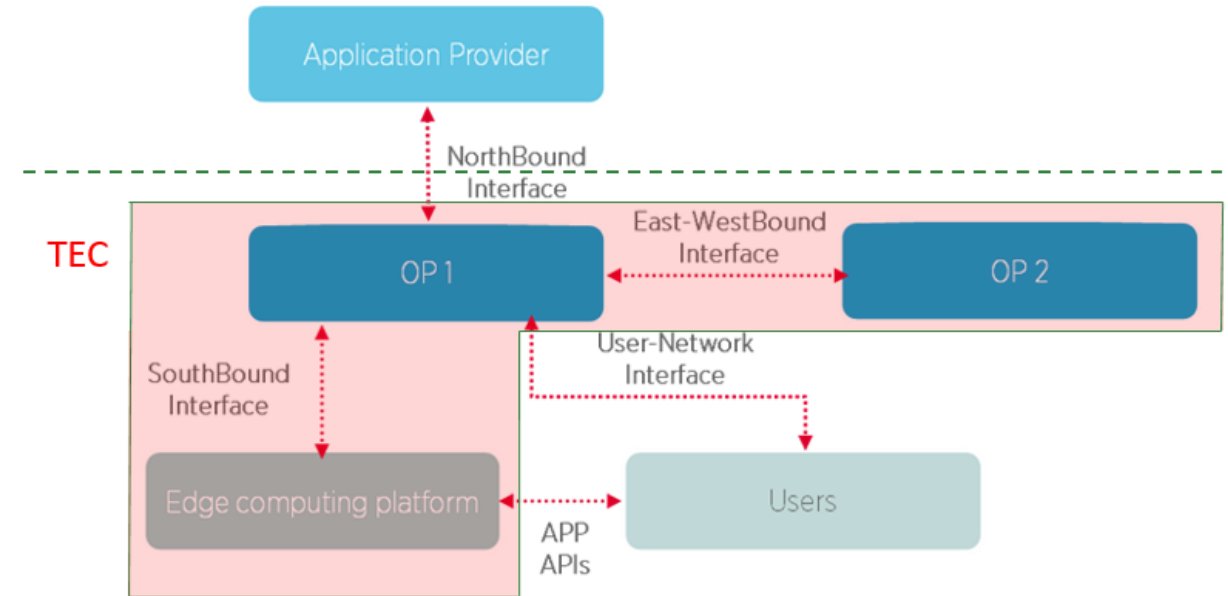 Application Provider
NorthBound
Interface
TEC
OP 1
East-WestBound
Interface
OP 2
SouthBound
Interface
User-Network
Interface
Edge computing platform
APP
APIs
Users